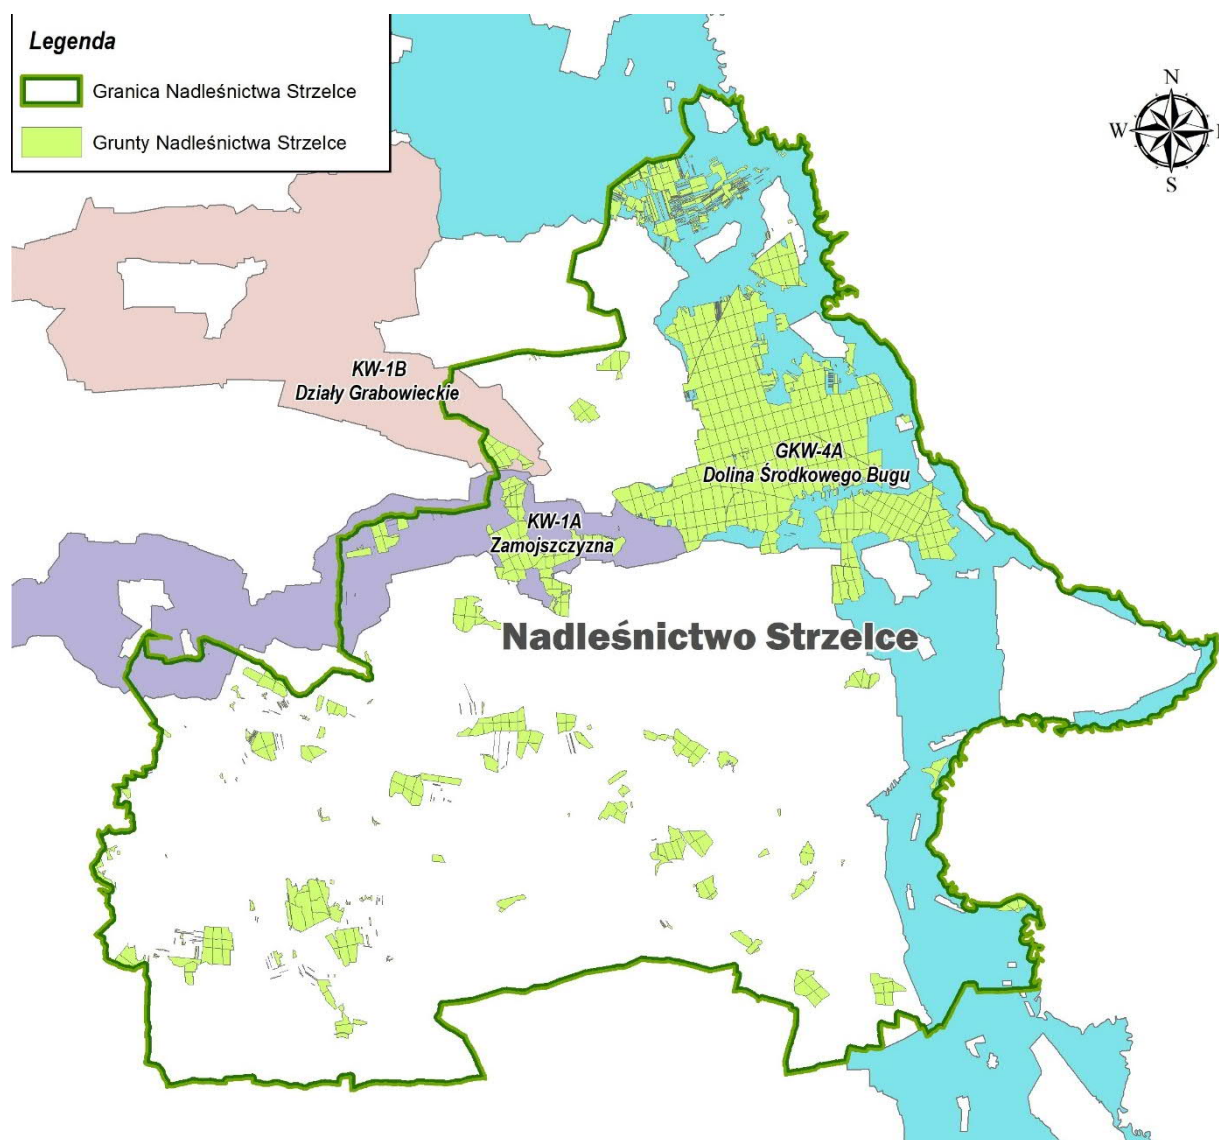 Legenda
Granica Nadleśnictwa Strzelce
Grunty Nadleśnictwa Strzelce
N
W
S
KW-1B
Działy Grabowieckie
GKW-4A
Dolina Środkowego Bugu
KW-1A
Zamojszczyzna
Nadleśnictwo Strzelce